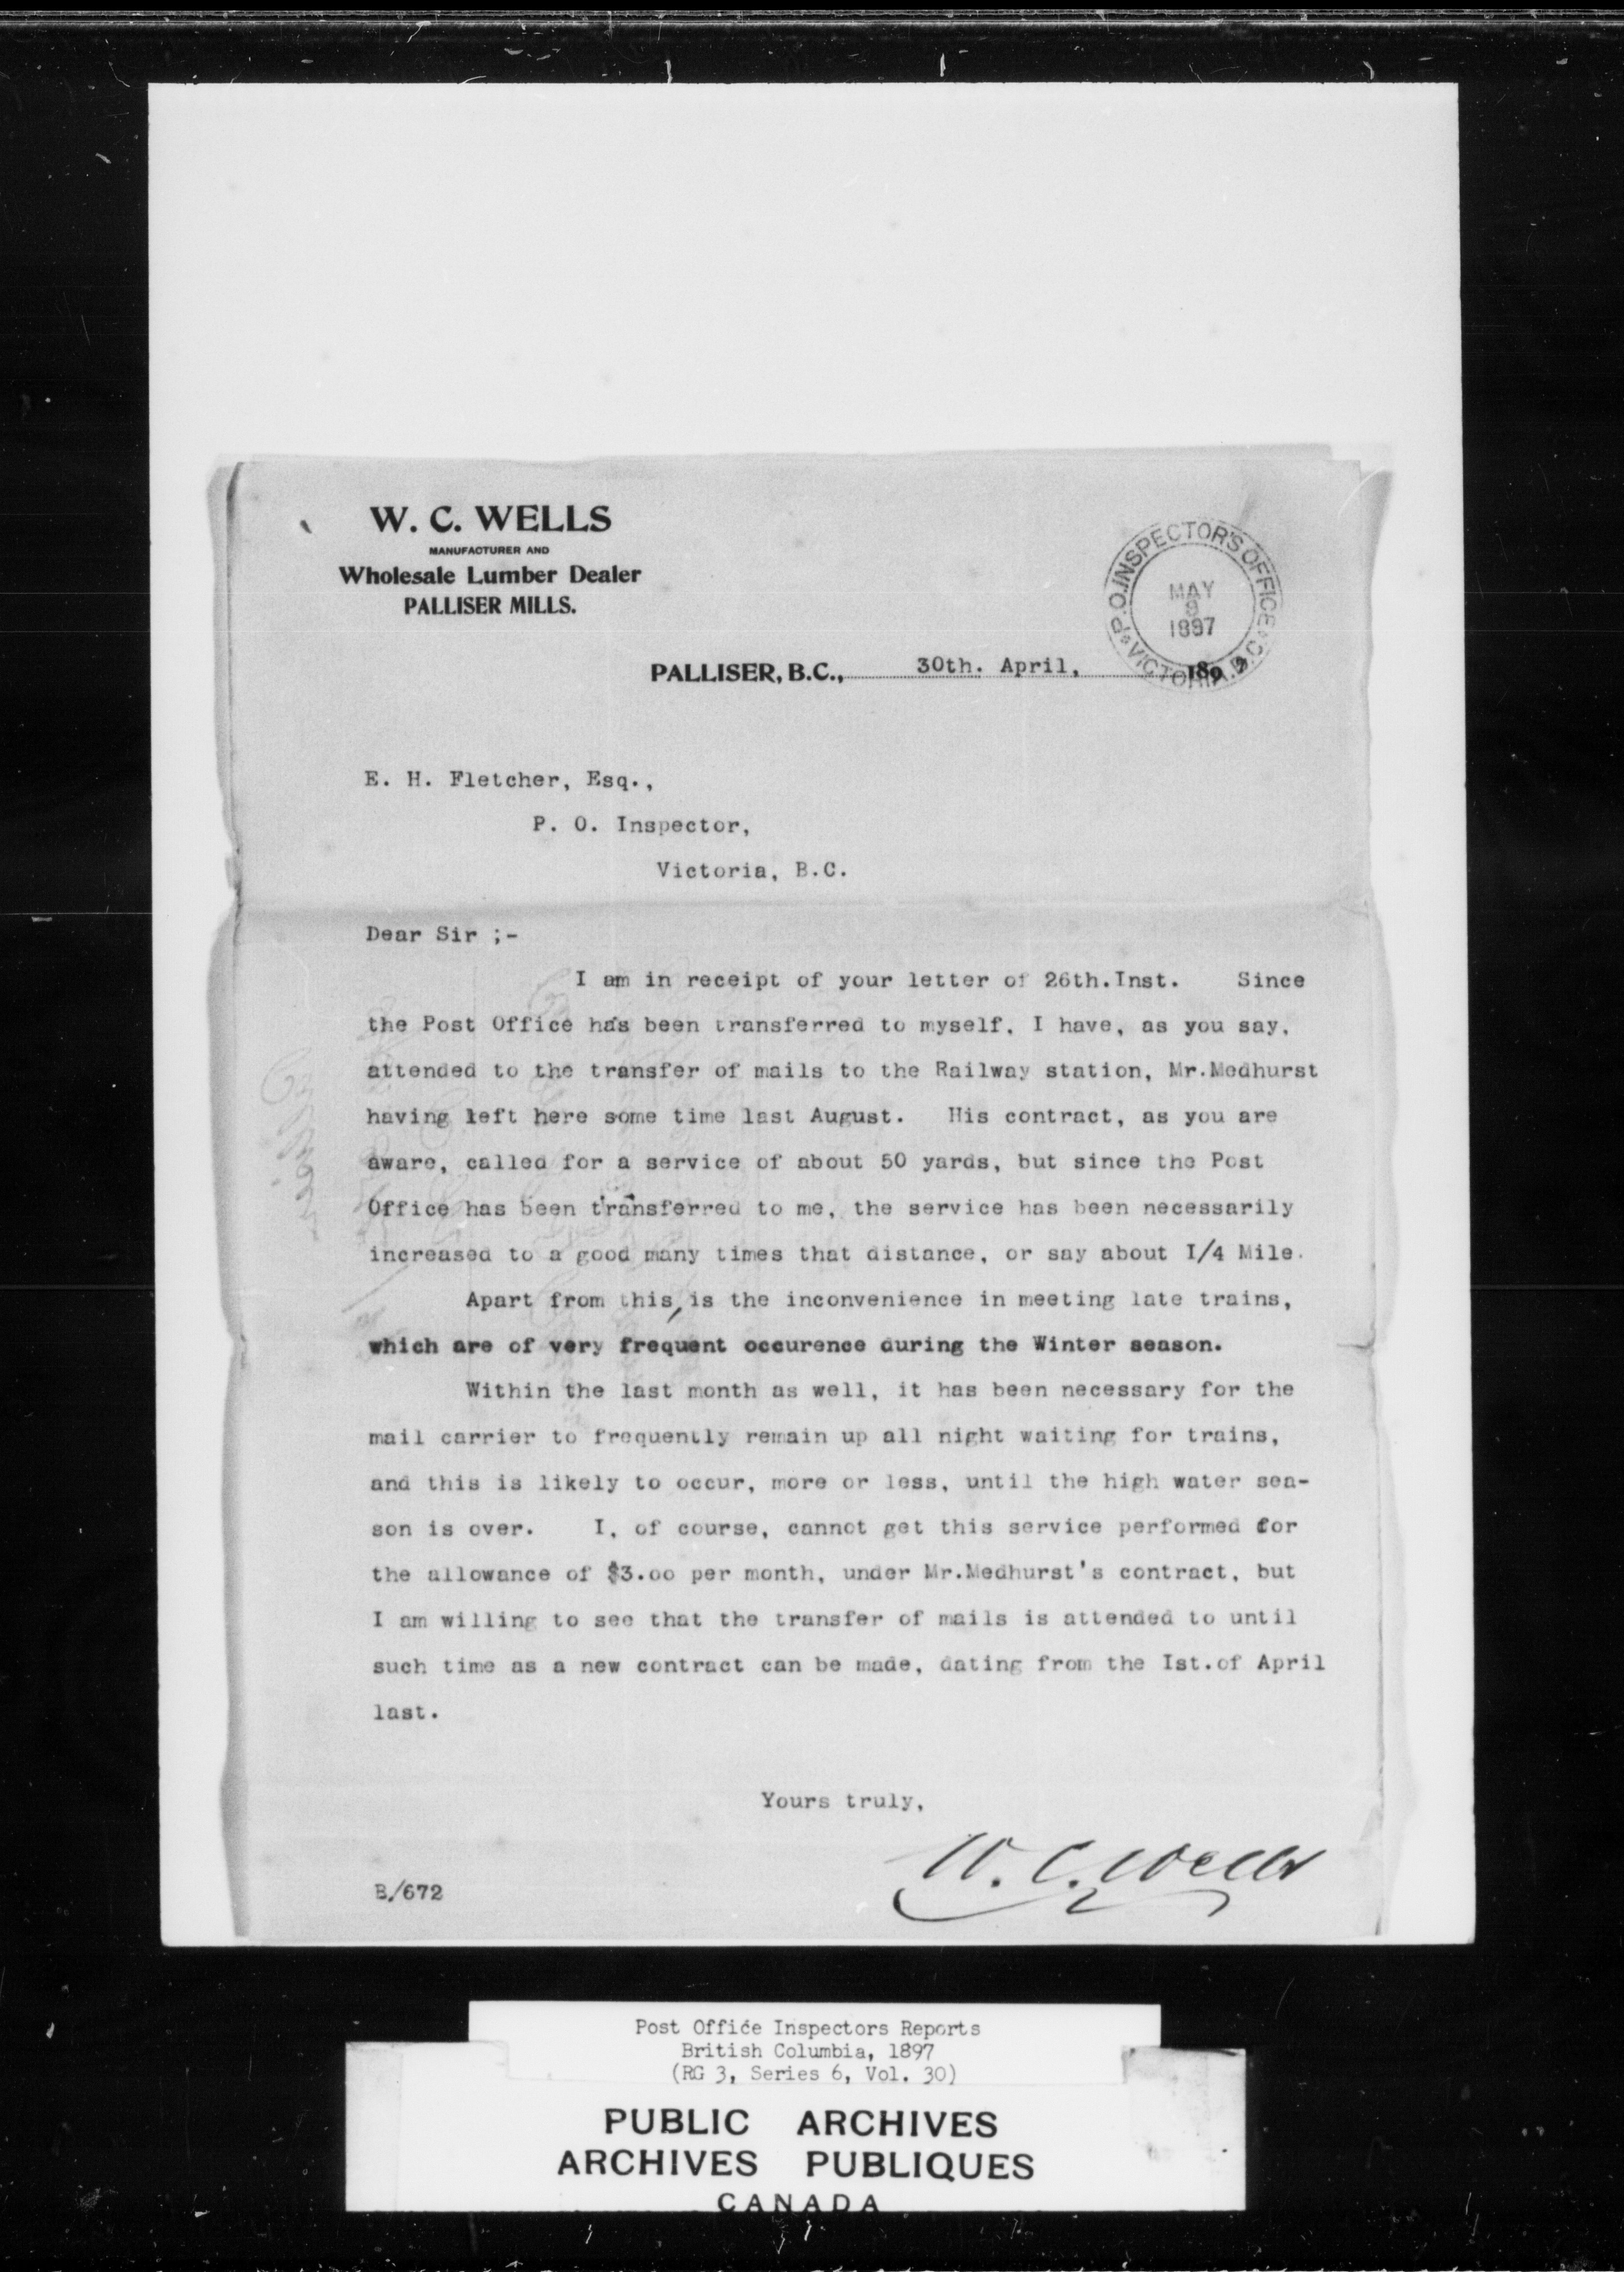 W. C. WELLS
MANUFACTURER AND
Wholesale Lumber Dealer
PALLISER MILLS.
P.O. INSPECTOR'S OFFICE
MAY
1897
VICTORIA. B.C.
PALLISER, B.C., 30th. April, 1897
E. H. Fletcher, Esq.,
P. O. Inspector,
Victoria, B.C.
Dear Sir ;-
I am in receipt of your letter of 26th.Inst. Since
the Post Office has been transferred to myself, I have, as you say,
attended to the transfer of mails to the Railway station, Mr.Medhurst
having left here some time last August. His contract, as you are
aware, called for a service of about 50 yards, but since the Post
Office has been transferred to me, the service has been necessarily
increased to a good many times that distance, or say about I/4 Mile.
Apart from this, is the inconvenience in meeting late trains,
which are of very frequent occurence during the Winter season.
Within the last month as well, it has been necessary for the
mail carrier to frequently remain up all night waiting for trains,
and this is likely to occur, more or less, until the high water sea-
son is over. I, of course, cannot get this service performed for
the allowance of $3.oo per month, under Mr.Medhurst's contract, but
I am willing to see that the transfer of mails is attended to until
such time as a new contract can be made, dating from the Ist.of April
last.
Yours truly,
W. C. Wells
B./672
Post Office Inspectors Reports
British Columbia, 1897
(RG 3, Series 6, Vol. 30)
PUBLIC ARCHIVES
ARCHIVES PUBLIQUES
CANADA